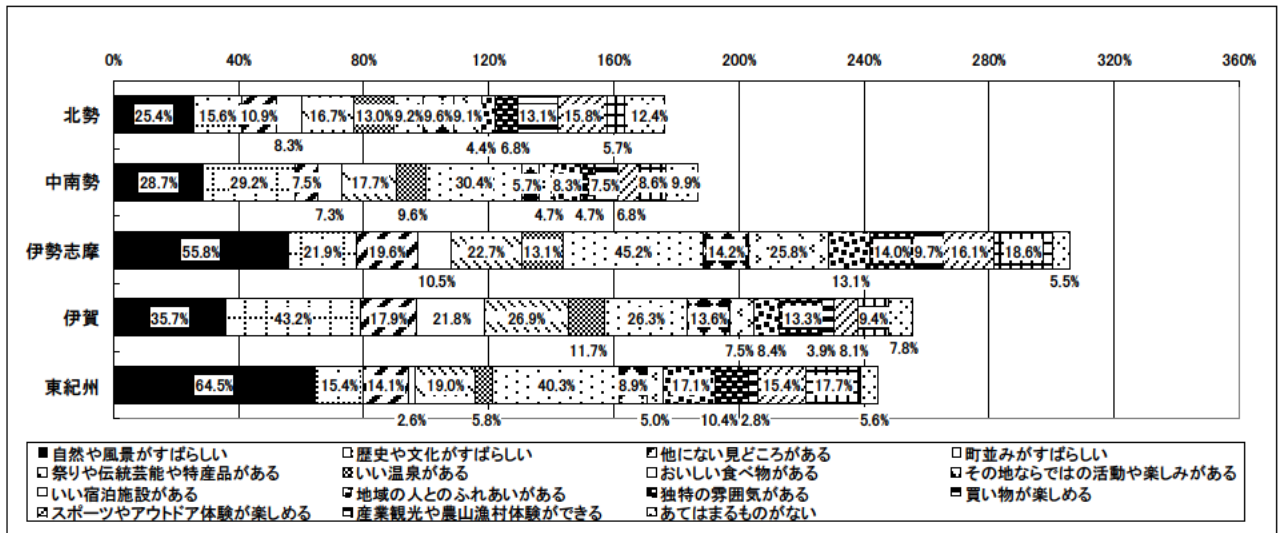 0% 40% 80% 120% 160% 200% 240% 280% 320% 360%
北勢 25.4% 15.6% 10.9% 16.7% 13.0% 9.2% 9.6% 9.1% 13.1% 15.8% 12.4%
8.3% 4.4% 6.8% 5.7%
中南勢 28.7% 29.2% 7.5% 17.7% 30.4% 5.7% 8.3% 7.5% 8.6% 9.9%
7.3% 9.6% 4.7% 4.7% 6.8%
伊勢志摩 55.8% 21.9% 19.6% 22.7% 13.1% 45.2% 14.2% 25.8% 14.0% 9.7% 16.1% 18.6%
10.5% 13.1% 5.5%
伊賀 35.7% 43.2% 17.9% 21.8% 26.9% 26.3% 13.6% 13.3% 9.4%
11.7% 7.5% 8.4% 3.9% 8.1% 7.8%
東紀州 64.5% 15.4% 14.1% 19.0% 40.3% 8.9% 17.1% 15.4% 17.7%
2.6% 5.8% 5.0% 10.4% 2.8% 5.6%
自然や風景がすばらしい 歴史や文化がすばらしい 他にない見どころがある 町並みがすばらしい
祭りや伝統芸能や特産品がある いい温泉がある おいしい食べ物がある その地ならではの活動や楽しみがある
いい宿泊施設がある 地域の人とのふれあいがある 独特の雰囲気がある 買い物が楽しめる
スポーツやアウトドア体験が楽しめる 産業観光や農山漁村体験ができる あてはまるものがない